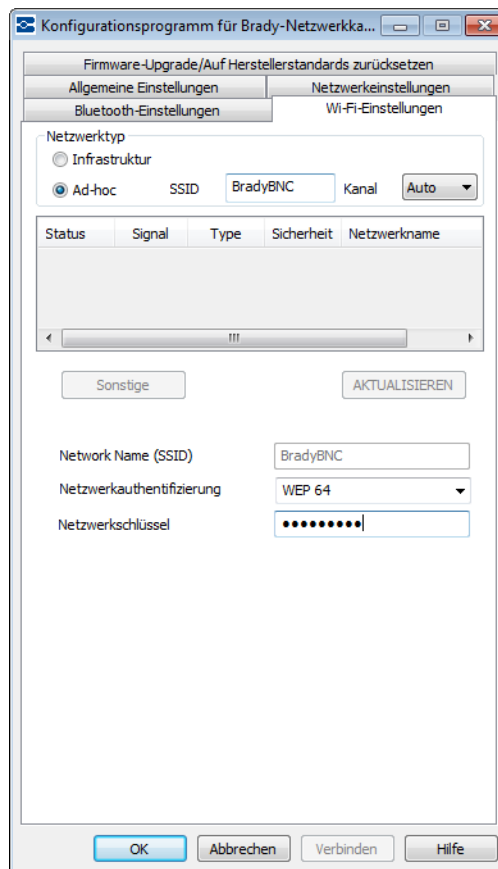 Konfigurationsprogramm für Brady-Netzwerkka...
Firmware-Upgrade/Auf Herstellerstandards zurücksetzen
Allgemeine Einstellungen Netzwerkeinstellungen
Bluetooth-Einstellungen Wi-Fi-Einstellungen
Netzwerktyp
Infrastruktur
Ad-hoc SSID BradyBNC Kanal Auto
Status Signal Type Sicherheit Netzwerkname
Sonstige AKTUALISIEREN
Network Name (SSID) BradyBNC
Netzwerkauthentifizierung WEP 64
Netzwerkschlüssel •••••••••
OK Abbrechen Verbinden Hilfe